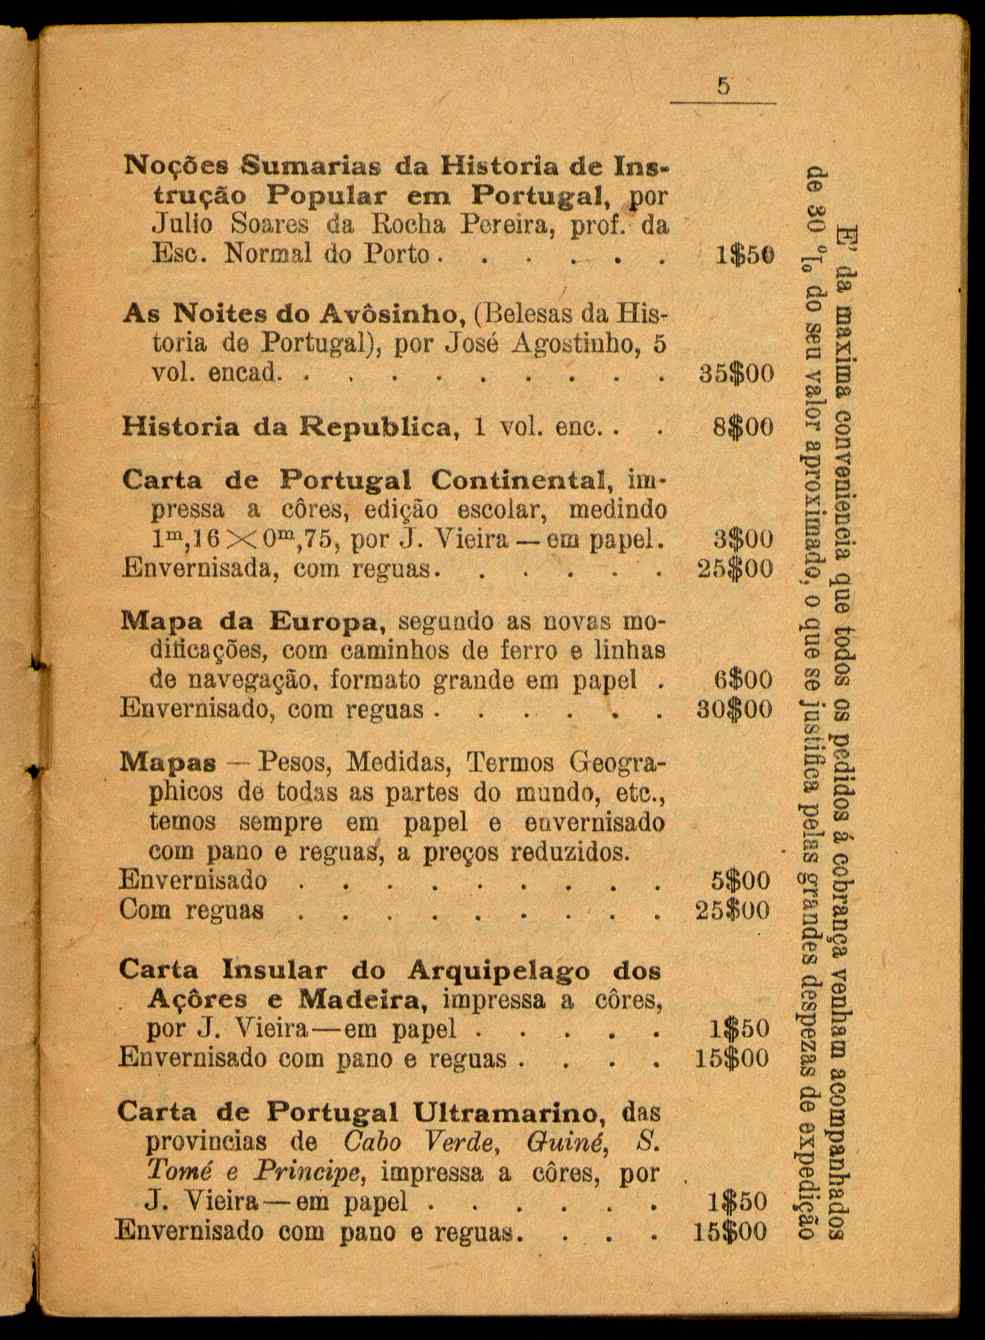 5
Noções Sumarias da Historia de Ins-
trução Popular em Portugal, por
Julio Soares da Rocha Pereira, prof. da
Esc. Normal do Porto . . . . . . 1$50
As Noites do Avôsinho, (Belesas da His-
toria de Portugal), por José Agostinho, 5
vol. encad. . . . . . . . . . 35$00
Historia da Republica, 1 vol. enc. . . 8$00
Carta de Portugal Continental, im-
pressa a côres, edição escolar, medindo
1ᵐ,16×0ᵐ,75, por J. Vieira — em papel. 3$00
Envernisada, com reguas. . . . . . 25$00
Mapa da Europa, segundo as novas mo-
dificações, com caminhos de ferro e linhas
de navegação, formato grande em papel . 6$00
Envernisado, com reguas . . . . . . 30$00
Mapas — Pesos, Medidas, Termos Geogra-
phicos de todas as partes do mundo, etc.,
temos sempre em papel e envernisado
com pano e reguas, a preços reduzidos.
Envernisado . . . . . . . . . 5$00
Com reguas . . . . . . . . . 25$00
Carta Insular do Arquipelago dos
Açôres e Madeira, impressa a côres,
por J. Vieira—em papel . . . . . 1$50
Envernisado com pano e reguas . . . . 15$00
Carta de Portugal Ultramarino, das
provincias de Cabo Verde, Guiné, S.
Tomé e Principe, impressa a côres, por
J. Vieira—em papel . . . . . . 1$50
Envernisado com pano e reguas. . . . 15$00
E' da maxima conveniencia que todos os pedidos á cobrança venham acompanhados
de 30 º|ₒ do seu valor aproximado, o que se justifica pelas grandes despezas de expedição